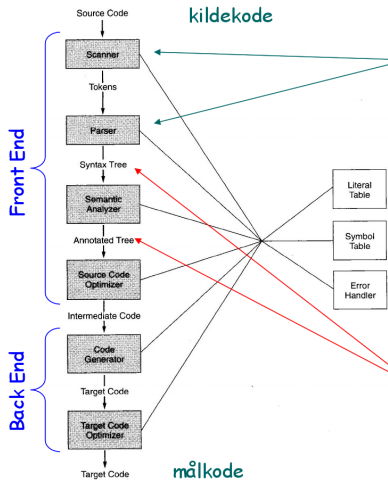 Source Code
kildekode
Scanner
Tokens
Parser
Syntax Tree
Semantic
Analyzer
Annotated Tree
Source Code
Optimizer
Intermediate Code
Code
Generator
Target Code
Target Code
Optimizer
Target Code
målkode
Front End
Back End
Literal
Table
Symbol
Table
Error
Handler